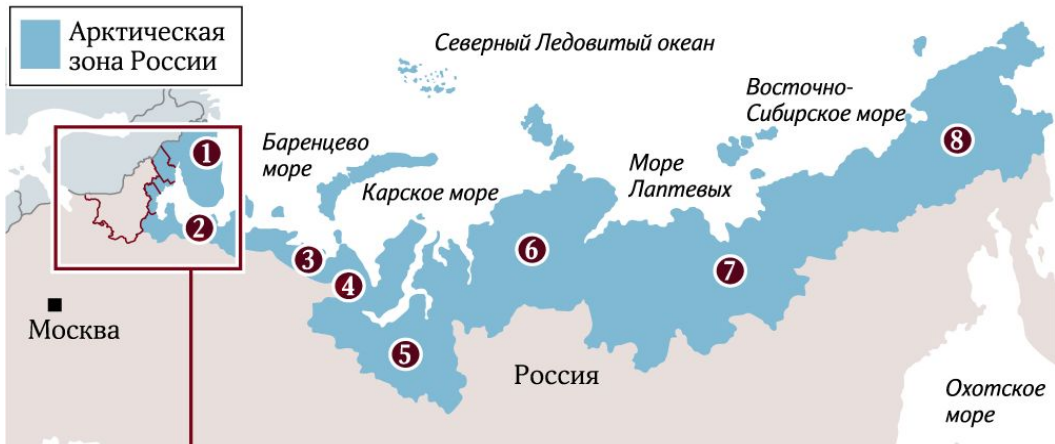 Арктическая
зона России
Северный Ледовитый океан
Восточно-
Сибирское море
Баренцево
море
Карское море
Море
Лаптевых
1
2
3
4
5
6
7
8
Москва
Россия
Охотское
море